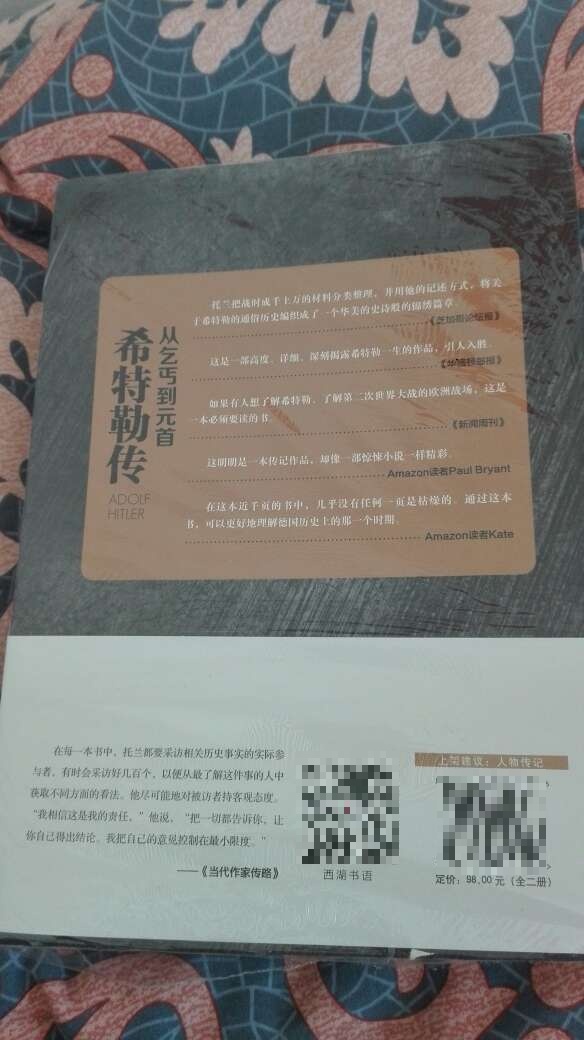 从乞丐到元首
希特勒传
ADOLF
HITLER
托兰把战时成千上万的材料分类整理，并用他的记述方式，将关
于希特勒的通俗历史编织成了一个华美的史诗般的锦绣篇章。
《芝加哥论坛报》
这是一部高度、详细、深刻揭露希特勒一生的作品，引人入胜。
《华盛顿邮报》
如果有人想了解希特勒、了解第二次世界大战的欧洲战场，这是
一本必须要读的书。
《新闻周刊》
这明明是一本传记作品，却像一部惊悚小说一样精彩。
Amazon读者Paul Bryant
在这本近千页的书中，几乎没有任何一页是枯燥的。通过这本
书，可以更好地理解德国历史上的那一个时期。
Amazon读者Kate
在每一本书中，托兰都要采访相关历史事实的实际参
与者，有时会采访好几百个，以便从最了解这件事的人中
获取不同方面的看法。他尽可能地对被访者持客观态度。
“我相信这是我的责任，”他说，“把一切都告诉你，让
你自己得出结论。我把自己的意见控制在最小限度。”
——《当代作家传略》
西湖书语
上架建议：人物传记
定价：98.00元（全二册）